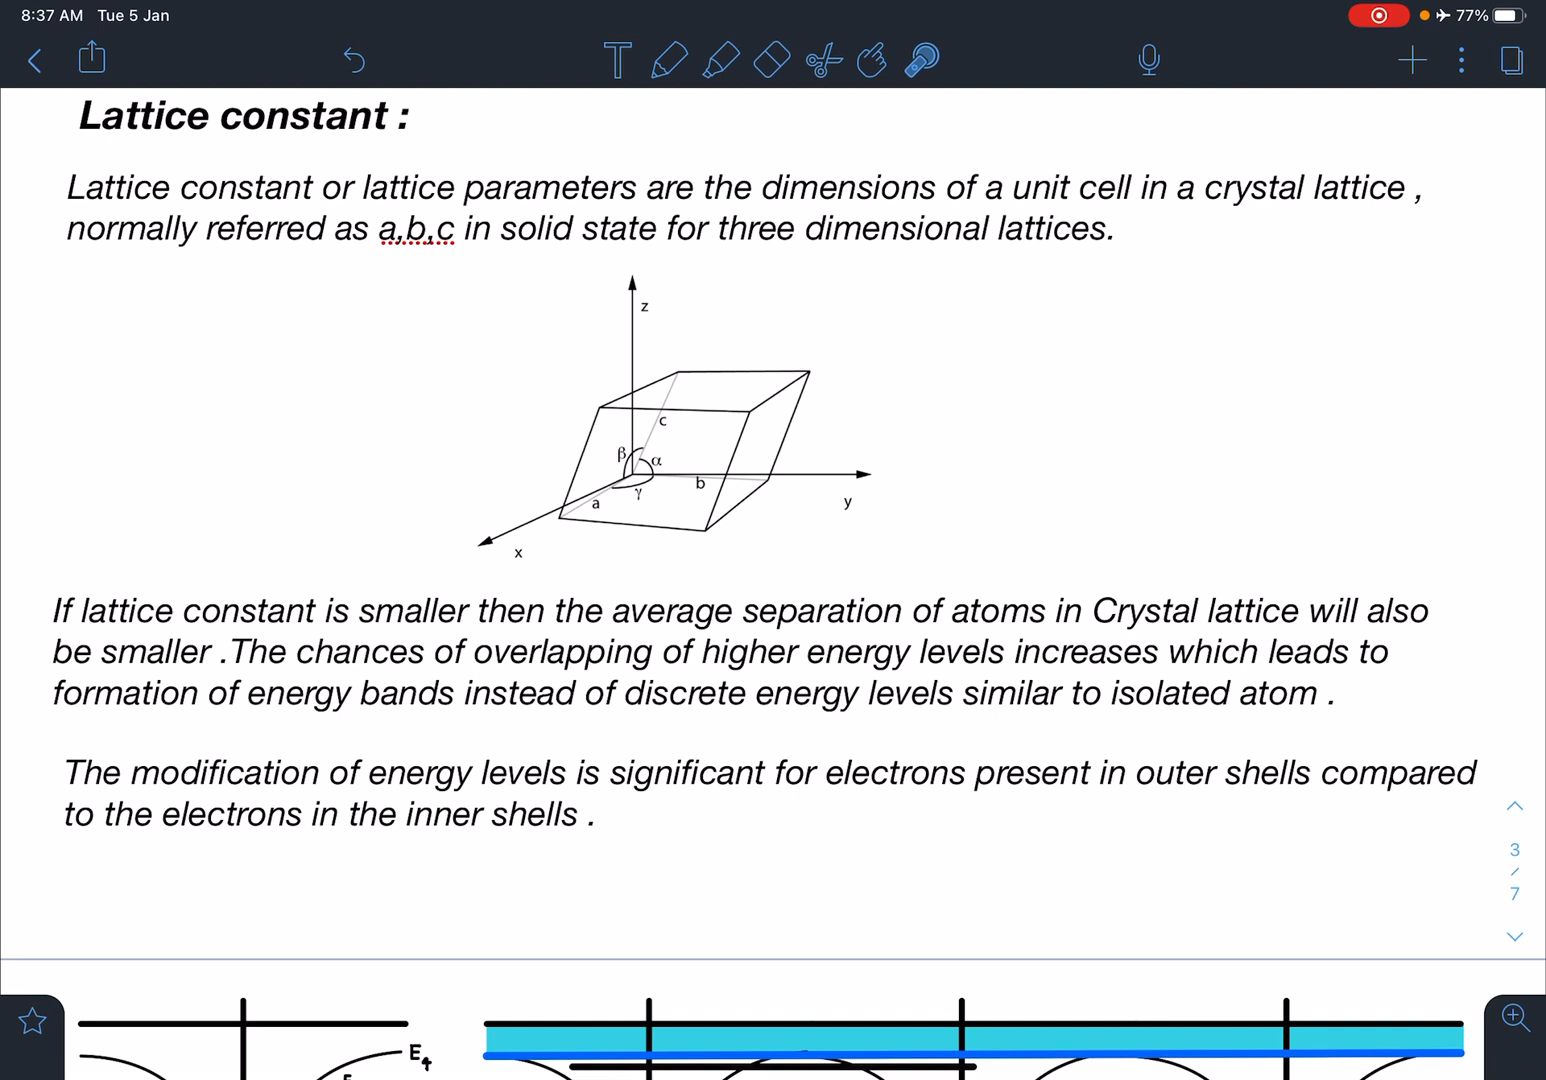 8:37 AM Tue 5 Jan
77%
Lattice constant :
Lattice constant or lattice parameters are the dimensions of a unit cell in a crystal lattice ,
normally referred as a,b,c in solid state for three dimensional lattices.
z
c
β
α
b
γ
a
y
x
If lattice constant is smaller then the average separation of atoms in Crystal lattice will also
be smaller .The chances of overlapping of higher energy levels increases which leads to
formation of energy bands instead of discrete energy levels similar to isolated atom .
The modification of energy levels is significant for electrons present in outer shells compared
to the electrons in the inner shells .
3
/
7
E4